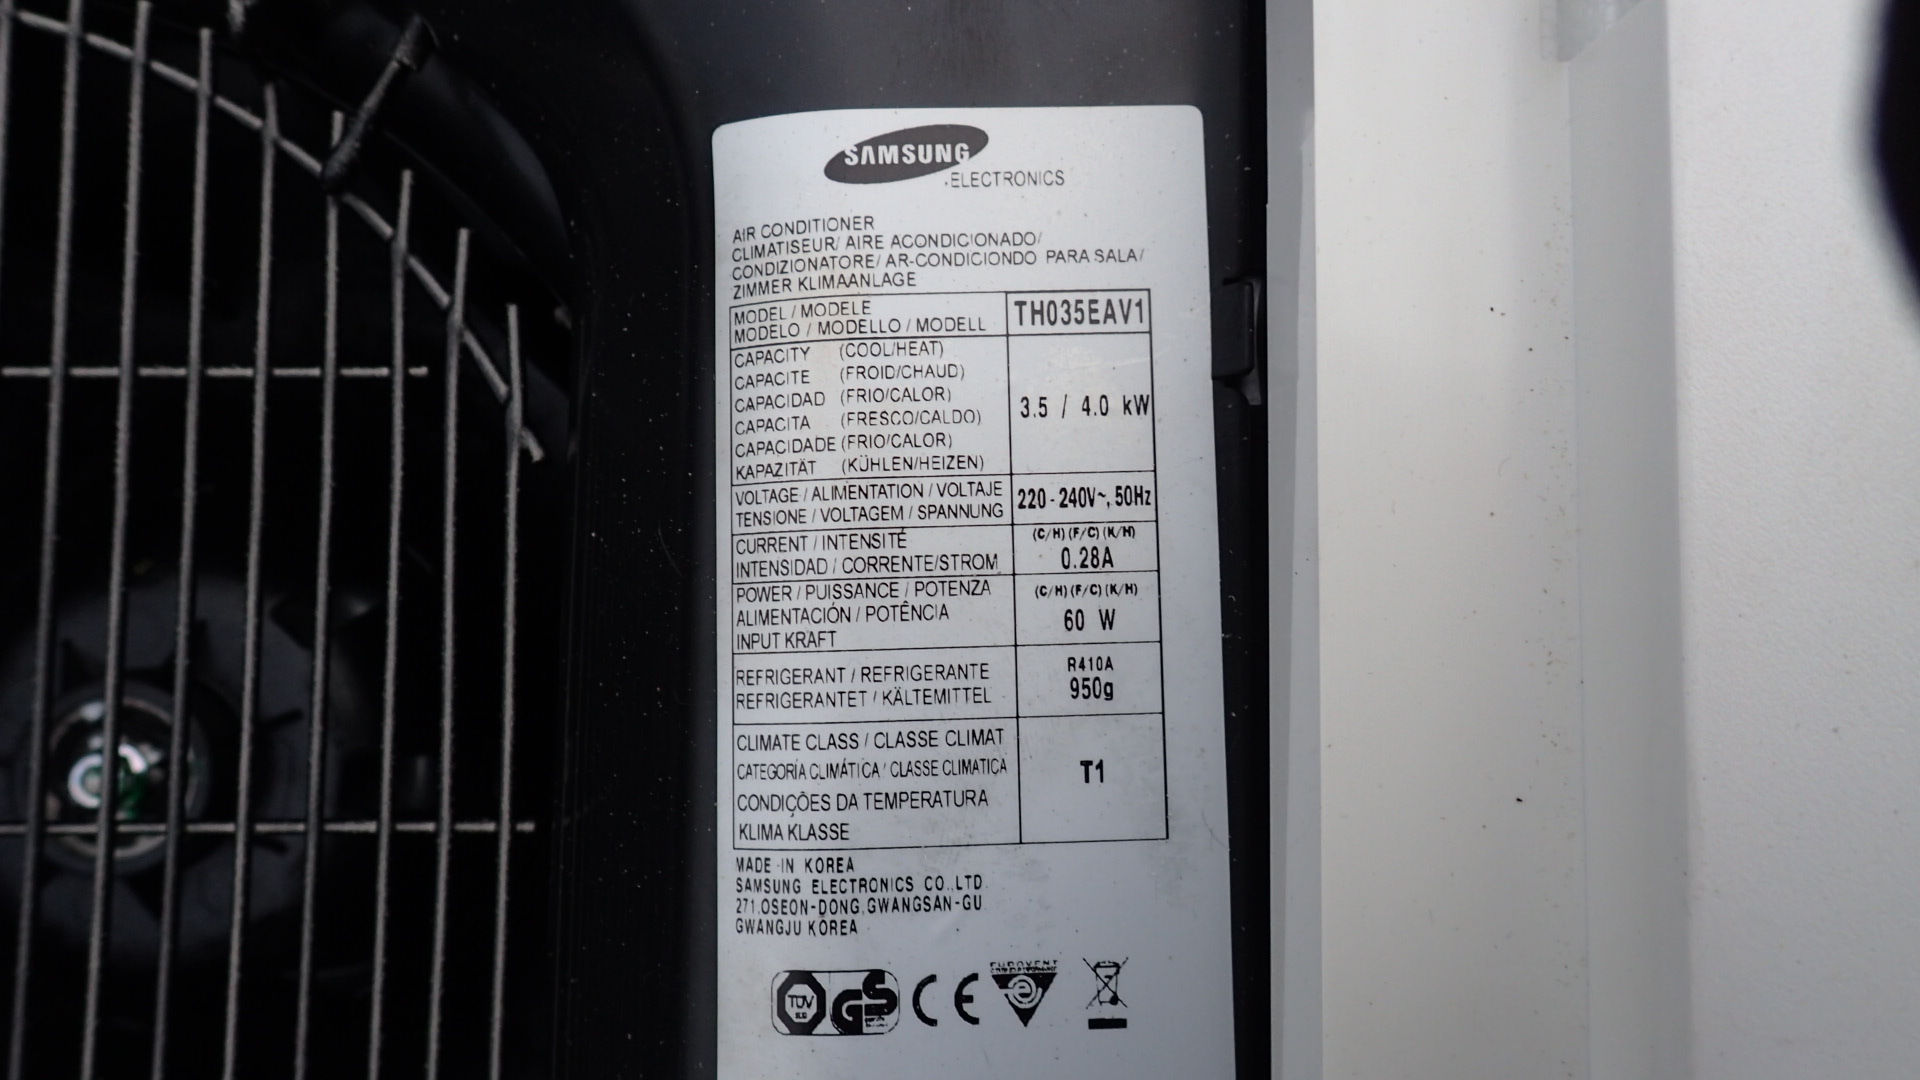 SAMSUNG
ELECTRONICS
AIR CONDITIONER
CLIMATISEUR/ AIRE ACONDICIONADO/
CONDIZIONATORE/ AR-CONDICIONDO PARA SALA/
ZIMMER KLIMAANLAGE
MODEL / MODELE
MODELO / MODELLO / MODELL
TH035EAV1
CAPACITY (COOL/HEAT)
CAPACITE (FROID/CHAUD)
CAPACIDAD (FRIO/CALOR)
CAPACITA (FRESCO/CALDO)
CAPACIDADE (FRIO/CALOR)
KAPAZITÄT (KÜHLEN/HEIZEN)
3.5 / 4.0 kW
VOLTAGE / ALIMENTATION / VOLTAJE
TENSIONE / VOLTAGEM / SPANNUNG
220-240V~, 50Hz
CURRENT / INTENSITÉ
INTENSIDAD / CORRENTE/STROM
(C/H) (F/C) (K/H)
0.28A
POWER / PUISSANCE / POTENZA
ALIMENTACIÓN / POTÊNCIA
INPUT KRAFT
(C/H) (F/C) (K/H)
60 W
REFRIGERANT / REFRIGERANTE
REFRIGERANTET / KÄLTEMITTEL
R410A
950g
CLIMATE CLASS / CLASSE CLIMAT
CATEGORÍA CLIMÁTICA / CLASSE CLIMATICA
CONDIÇÕES DA TEMPERATURA
KLIMA KLASSE
T1
MADE IN KOREA
SAMSUNG ELECTRONICS CO.,LTD.
271,OSEON-DONG,GWANGSAN-GU
GWANGJU KOREA
TÜV
GS
CE
EUROVENT